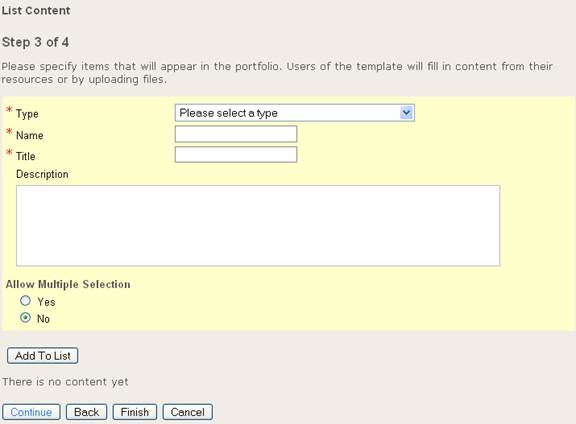 List Content
Step 3 of 4
Please specify items that will appear in the portfolio. Users of the template will fill in content from their
resources or by uploading files.
* Type Please select a type
* Name
* Title
Description
Allow Multiple Selection
Yes
No
Add To List
There is no content yet
Continue Back Finish Cancel